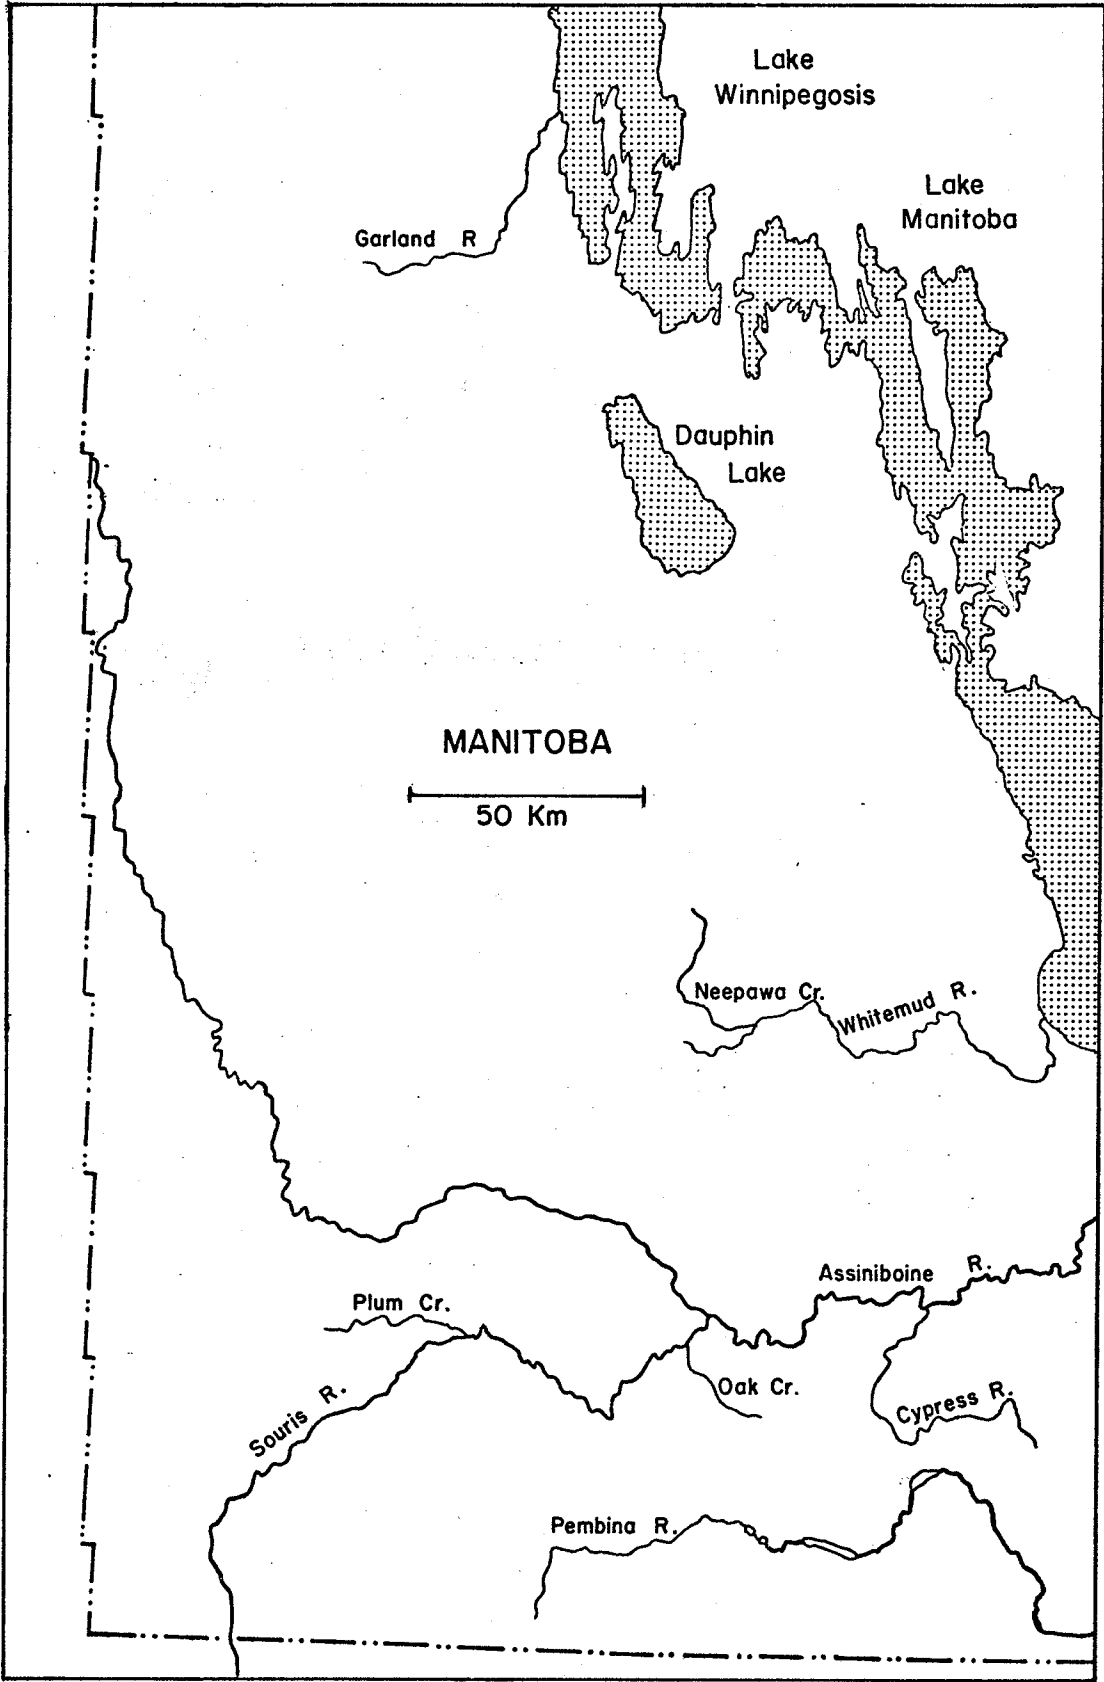 Lake
Winnipegosis
Lake
Manitoba
Garland R
Dauphin
Lake
MANITOBA
50 Km
Neepawa Cr.
Whitemud R.
Assiniboine R.
Plum Cr.
Souris R.
Oak Cr.
Cypress R.
Pembina R.